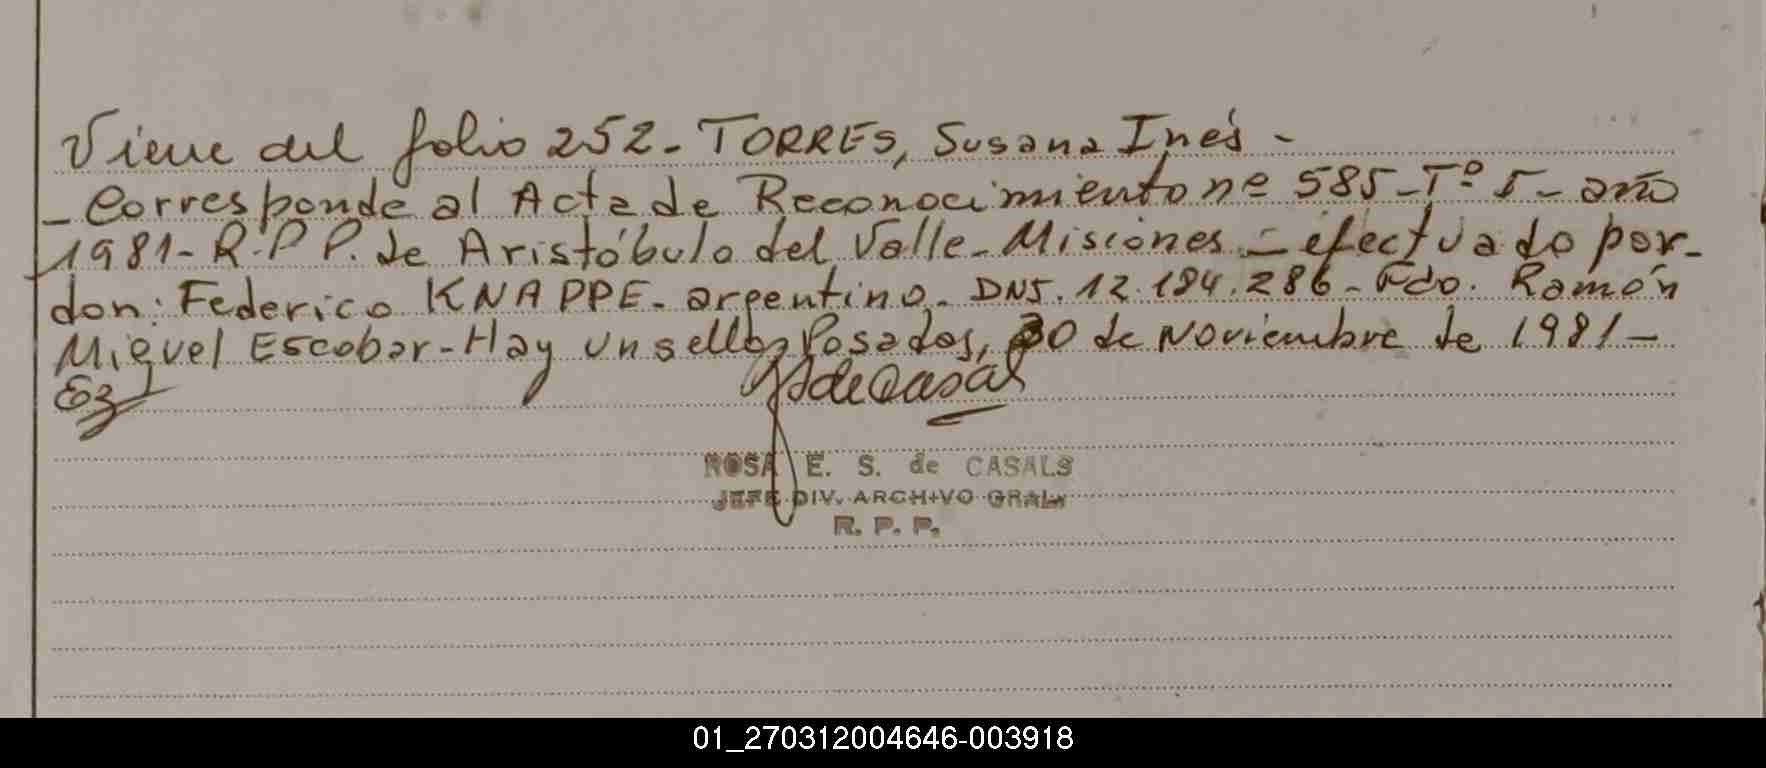 Viene del folio 252- TORRES, Susana Inés -
- Corresponde al Acta de Reconocimiento nº 585-Tº I- año
1981- R.P.P. de Aristóbulo del Valle- Misiones - efectuado por-
don: Federico KNAPPE- argentino- DNI. 12.184.286- Fdo. Ramón
Miguel Escobar- Hay un sello, Posadas, 30 de Noviembre de 1981-
ROSA E. S. de CASALS
JEFE DIV. ARCHIVO GRAL.
R. P. P.
01_270312004646-003918